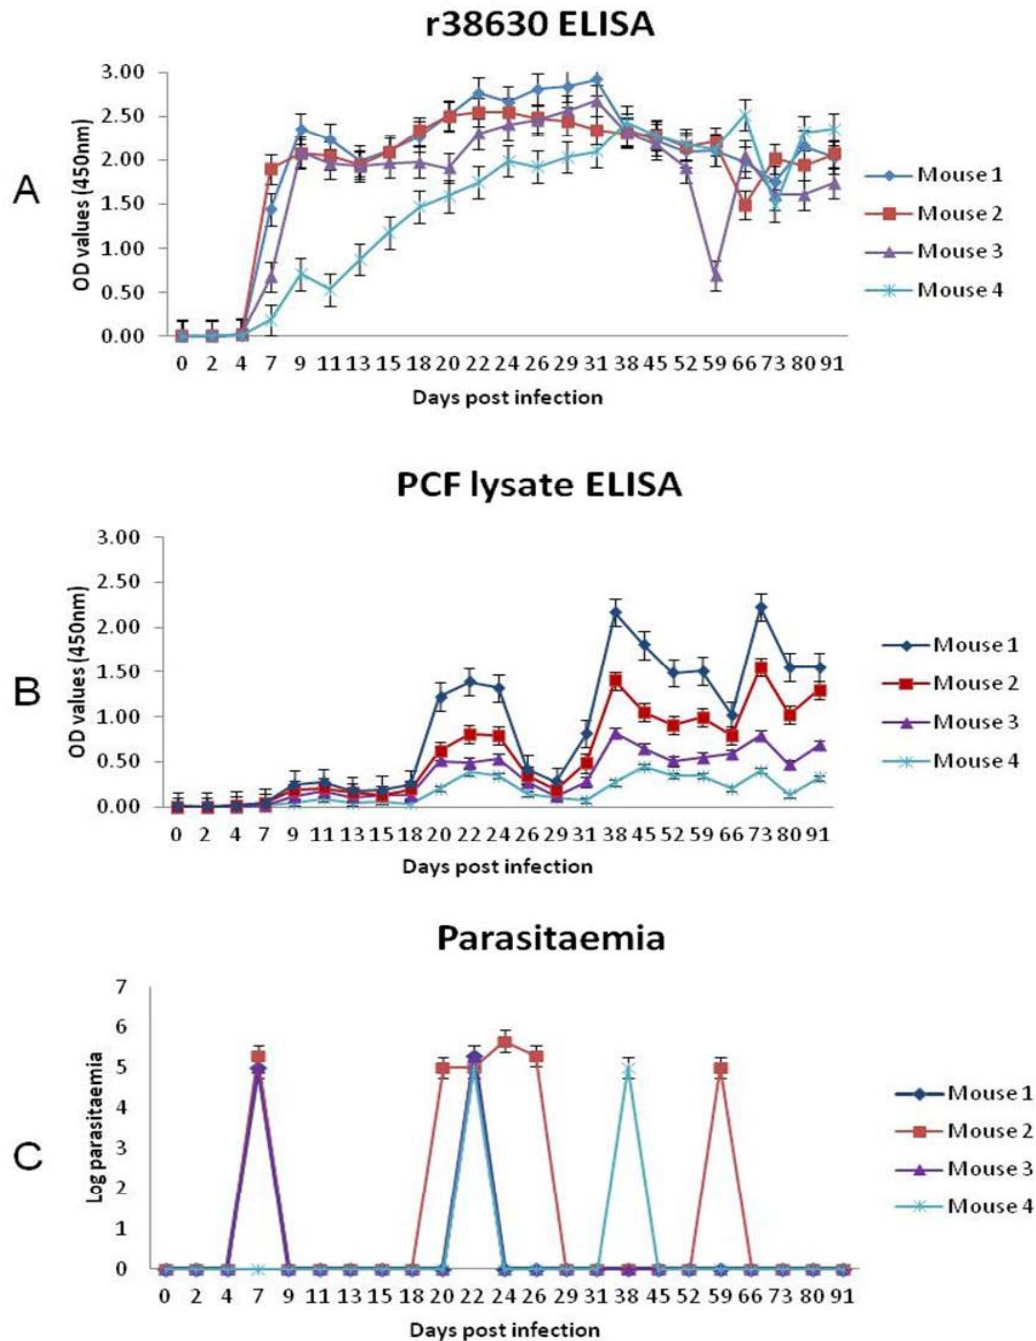 r38630 ELISA
A
OD values (450nm)
3.00
2.50
2.00
1.50
1.00
0.50
0.00
0 2 4 7 9 11 13 15 18 20 22 24 26 29 31 38 45 52 59 66 73 80 91
Days post infection
Mouse 1
Mouse 2
Mouse 3
Mouse 4
PCF lysate ELISA
B
OD values (450nm)
3.00
2.50
2.00
1.50
1.00
0.50
0.00
0 2 4 7 9 11 13 15 18 20 22 26 29 31 38 45 52 59 66 73 80 91
Days post infection
Mouse 1
Mouse 2
Mouse 3
Mouse 4
Parasitaemia
C
Log parasitaemia
7
6
5
4
3
2
1
0
0 2 4 7 9 11 13 15 18 20 22 24 26 29 31 38 45 52 59 66 73 80 91
Days post infection
Mouse 1
Mouse 2
Mouse 3
Mouse 4